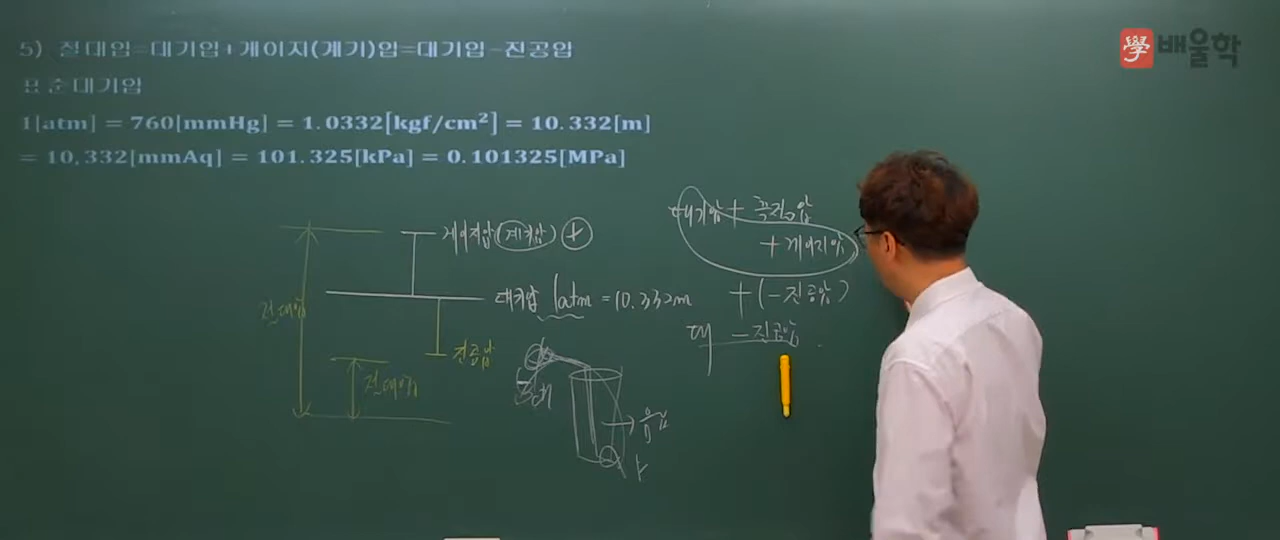 5) 절대압=대기압+게이지(계기)압=대기압-진공압
표준대기압
1[atm] = 760[mmHg] = 1.0332[kgf/cm²] = 10.332[m]
= 10,332[mmAq] = 101.325[kPa] = 0.101325[MPa]
學 배울학
게이지압(계기압) +
대기압 1atm = 10.332m
진공압
절대압
절대압
대기압 +
+ 게이지압
+ (-진공압)
대 - 진공압